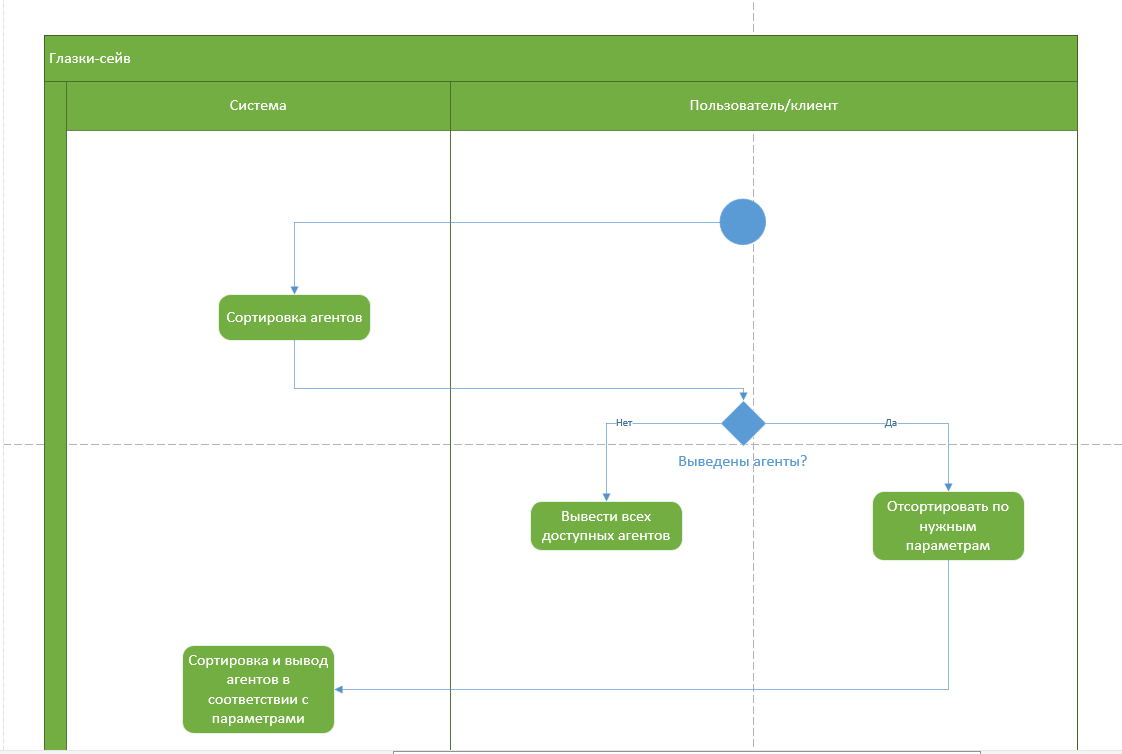 Глазки-сейв
Система
Пользователь/клиент
Сортировка агентов
Нет
Да
Выведены агенты?
Вывести всех
доступных агентов
Отсортировать по
нужным
параметрам
Сортировка и вывод
агентов в
соответствии с
параметрами